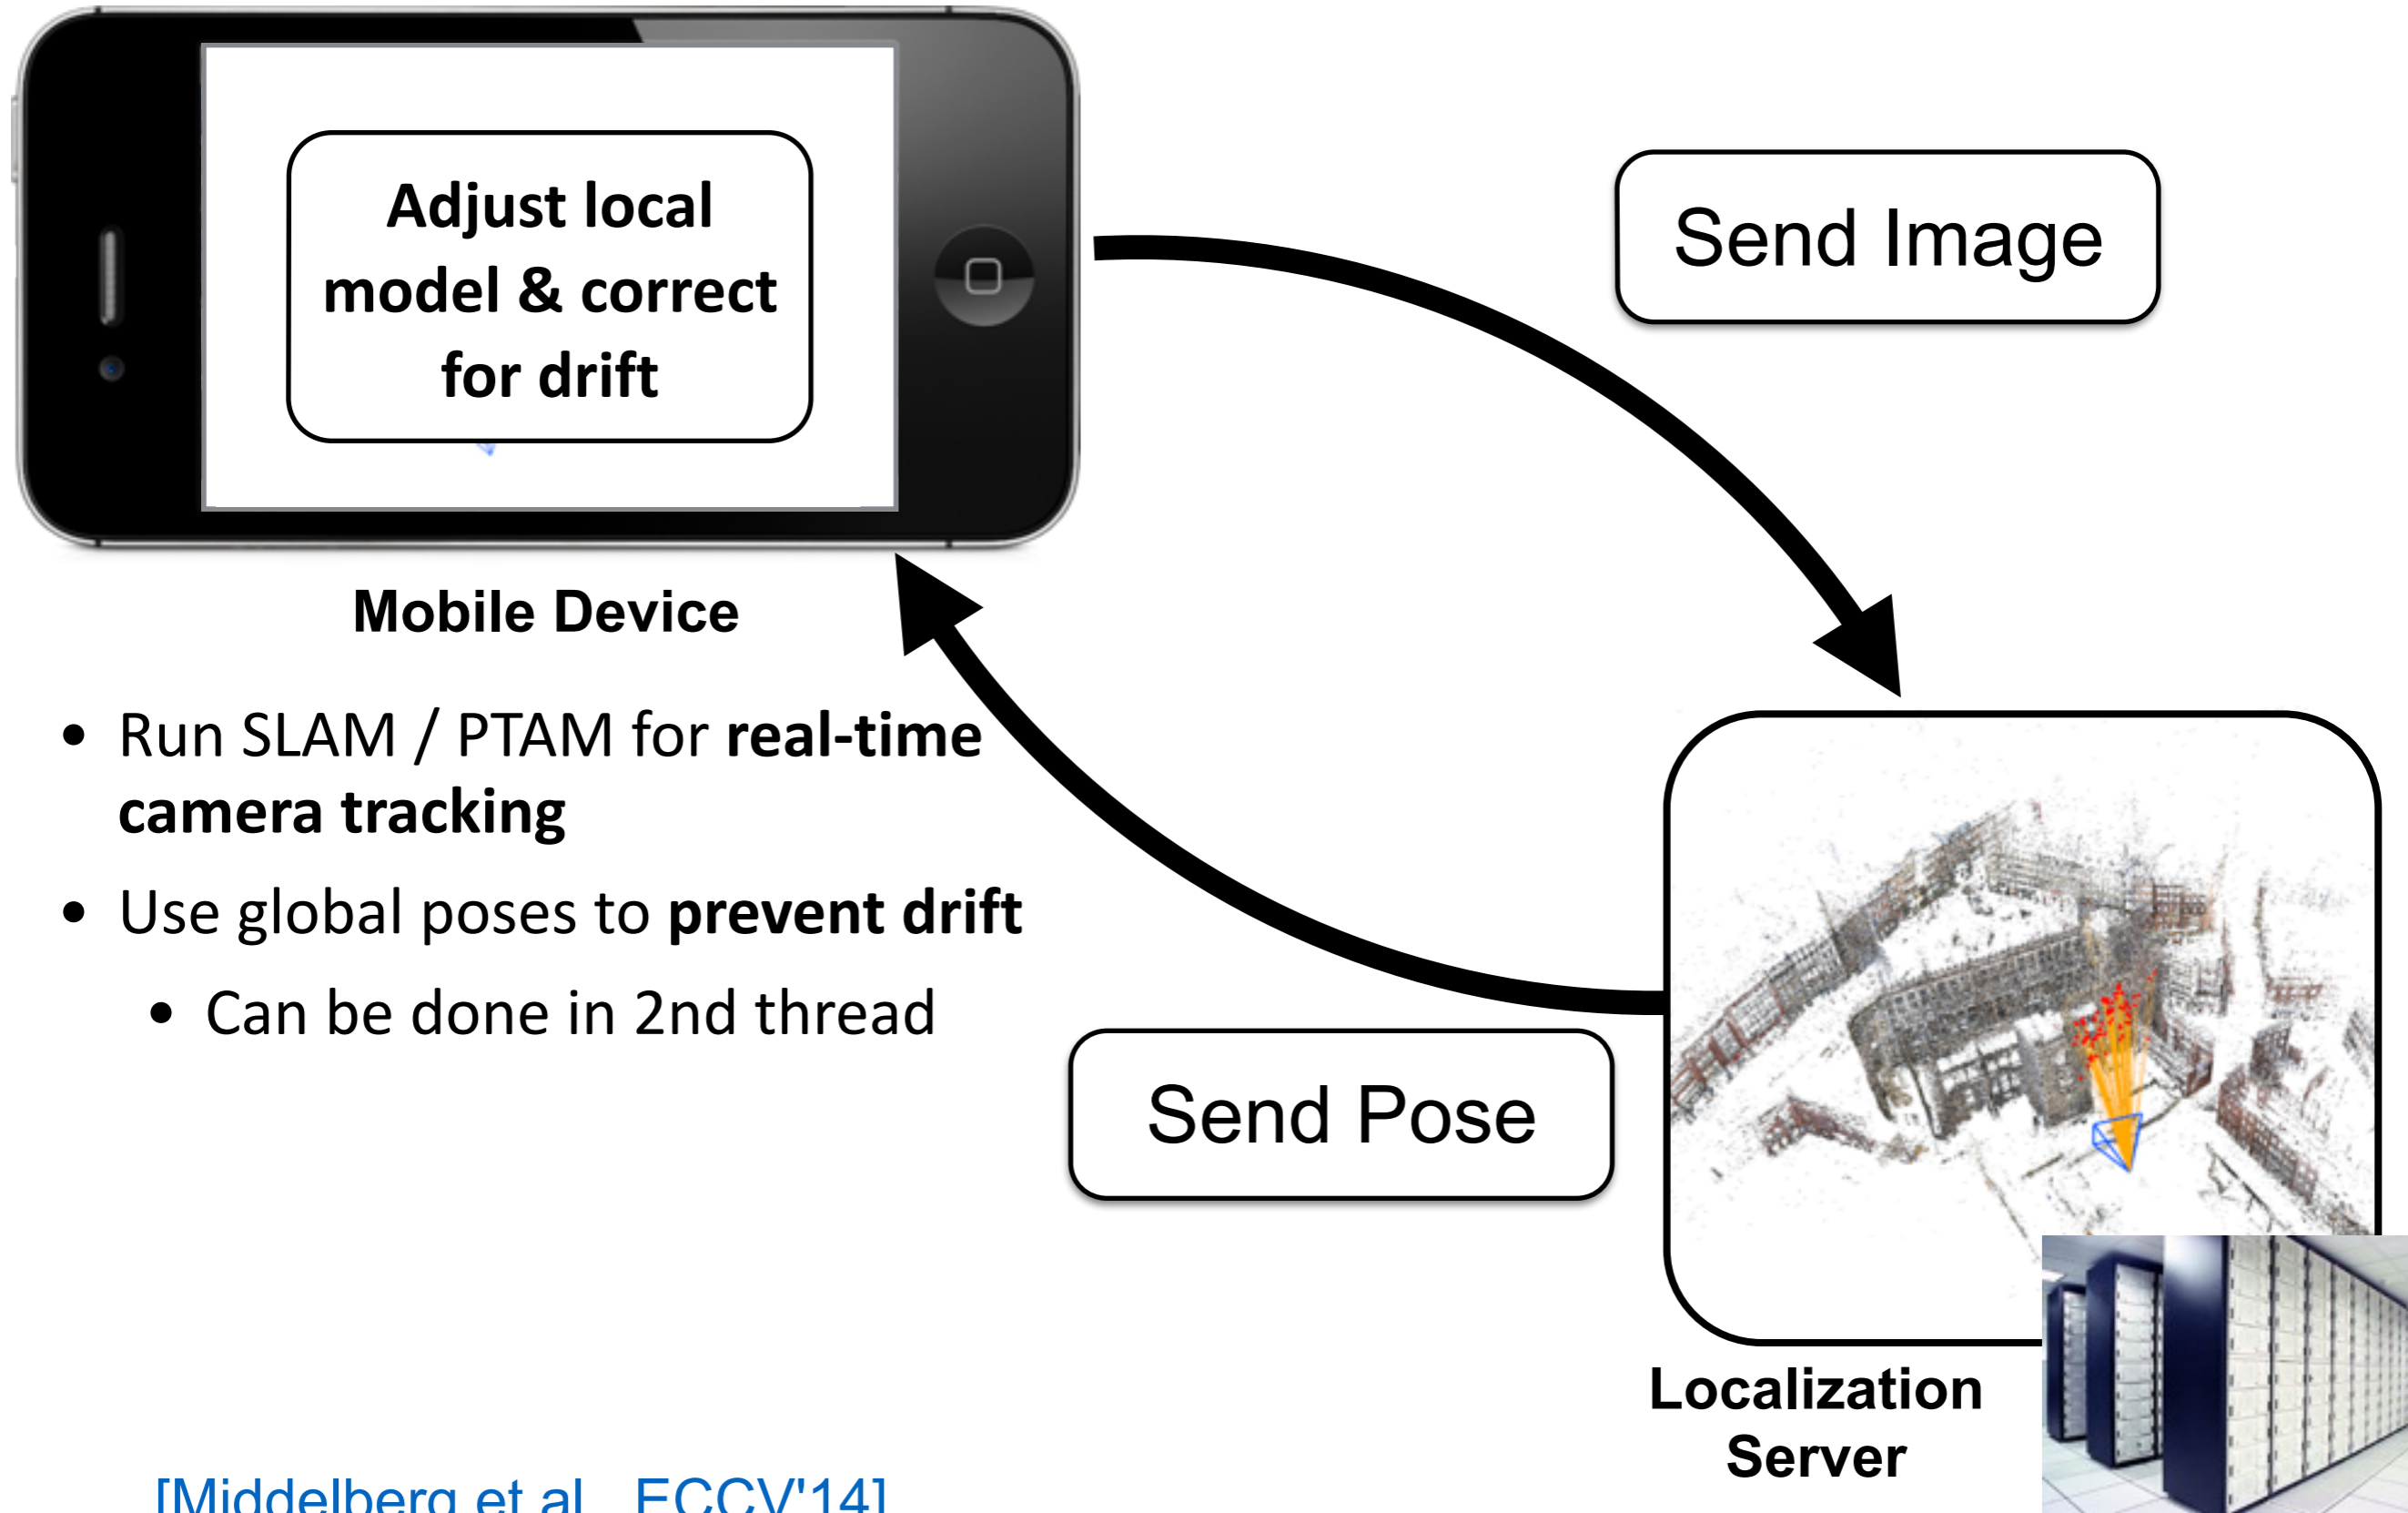 Adjust local
model & correct
for drift
Send Image
Mobile Device
• Run SLAM / PTAM for real-time
camera tracking
• Use global poses to prevent drift
• Can be done in 2nd thread
Send Pose
Localization
Server
[Middelberg et al., ECCV'14]